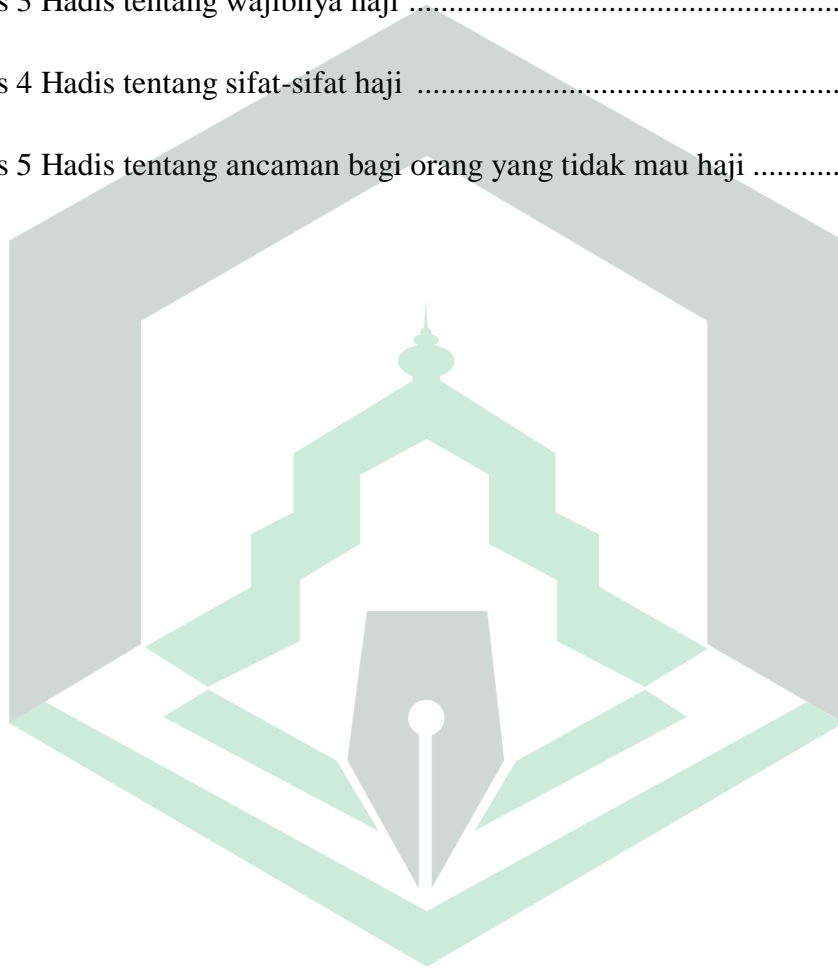 s 3 Hadis tentang wajibnya haji ..........................................................
s 4 Hadis tentang sifat-sifat haji .........................................................
s 5 Hadis tentang ancaman bagi orang yang tidak mau haji ...........